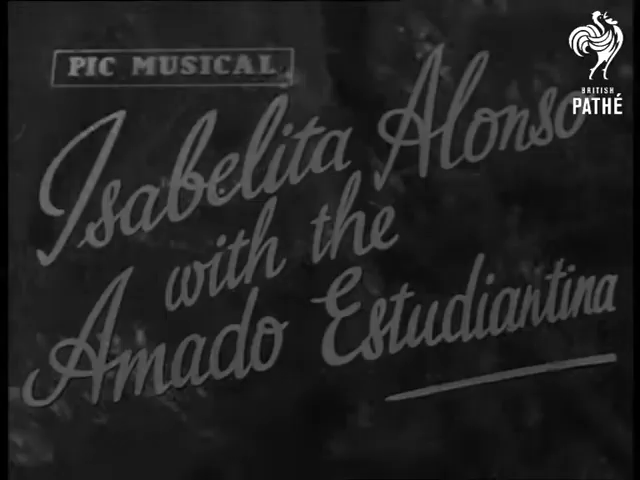 PIC MUSICAL
BRITISH
PATHÉ
Isabelita Alonso
with the
Amado Estudiantina